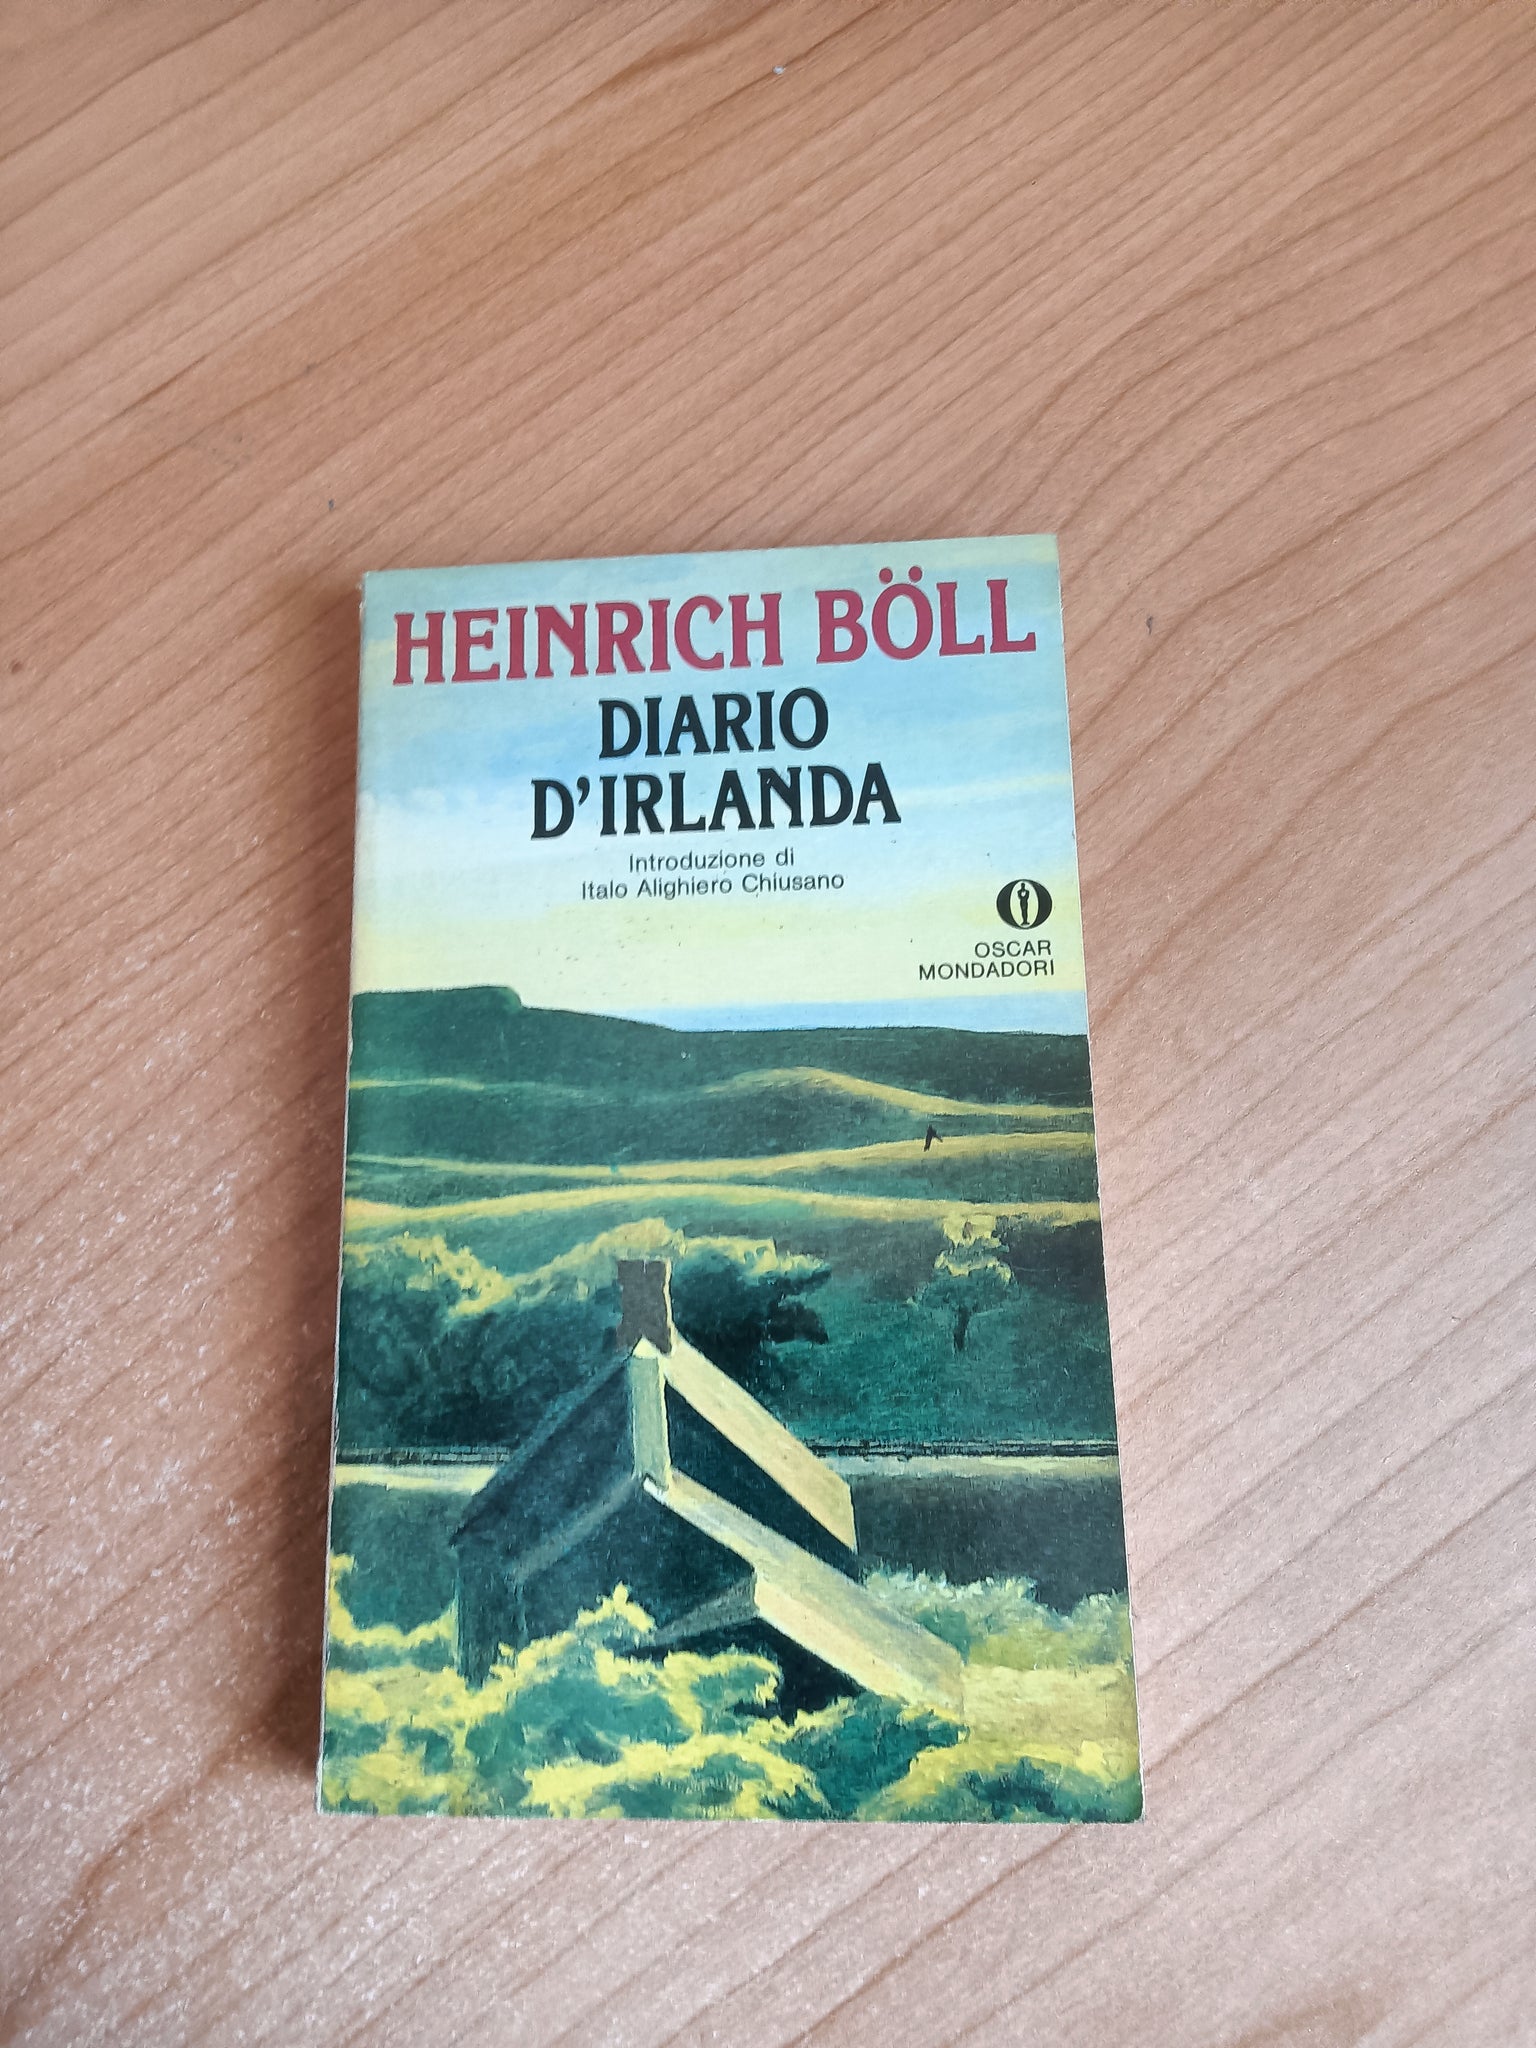 HEINRICH BÖLL
DIARIO
D'IRLANDA
Introduzione di
Italo Alighiero Chiusano
OSCAR
MONDADORI